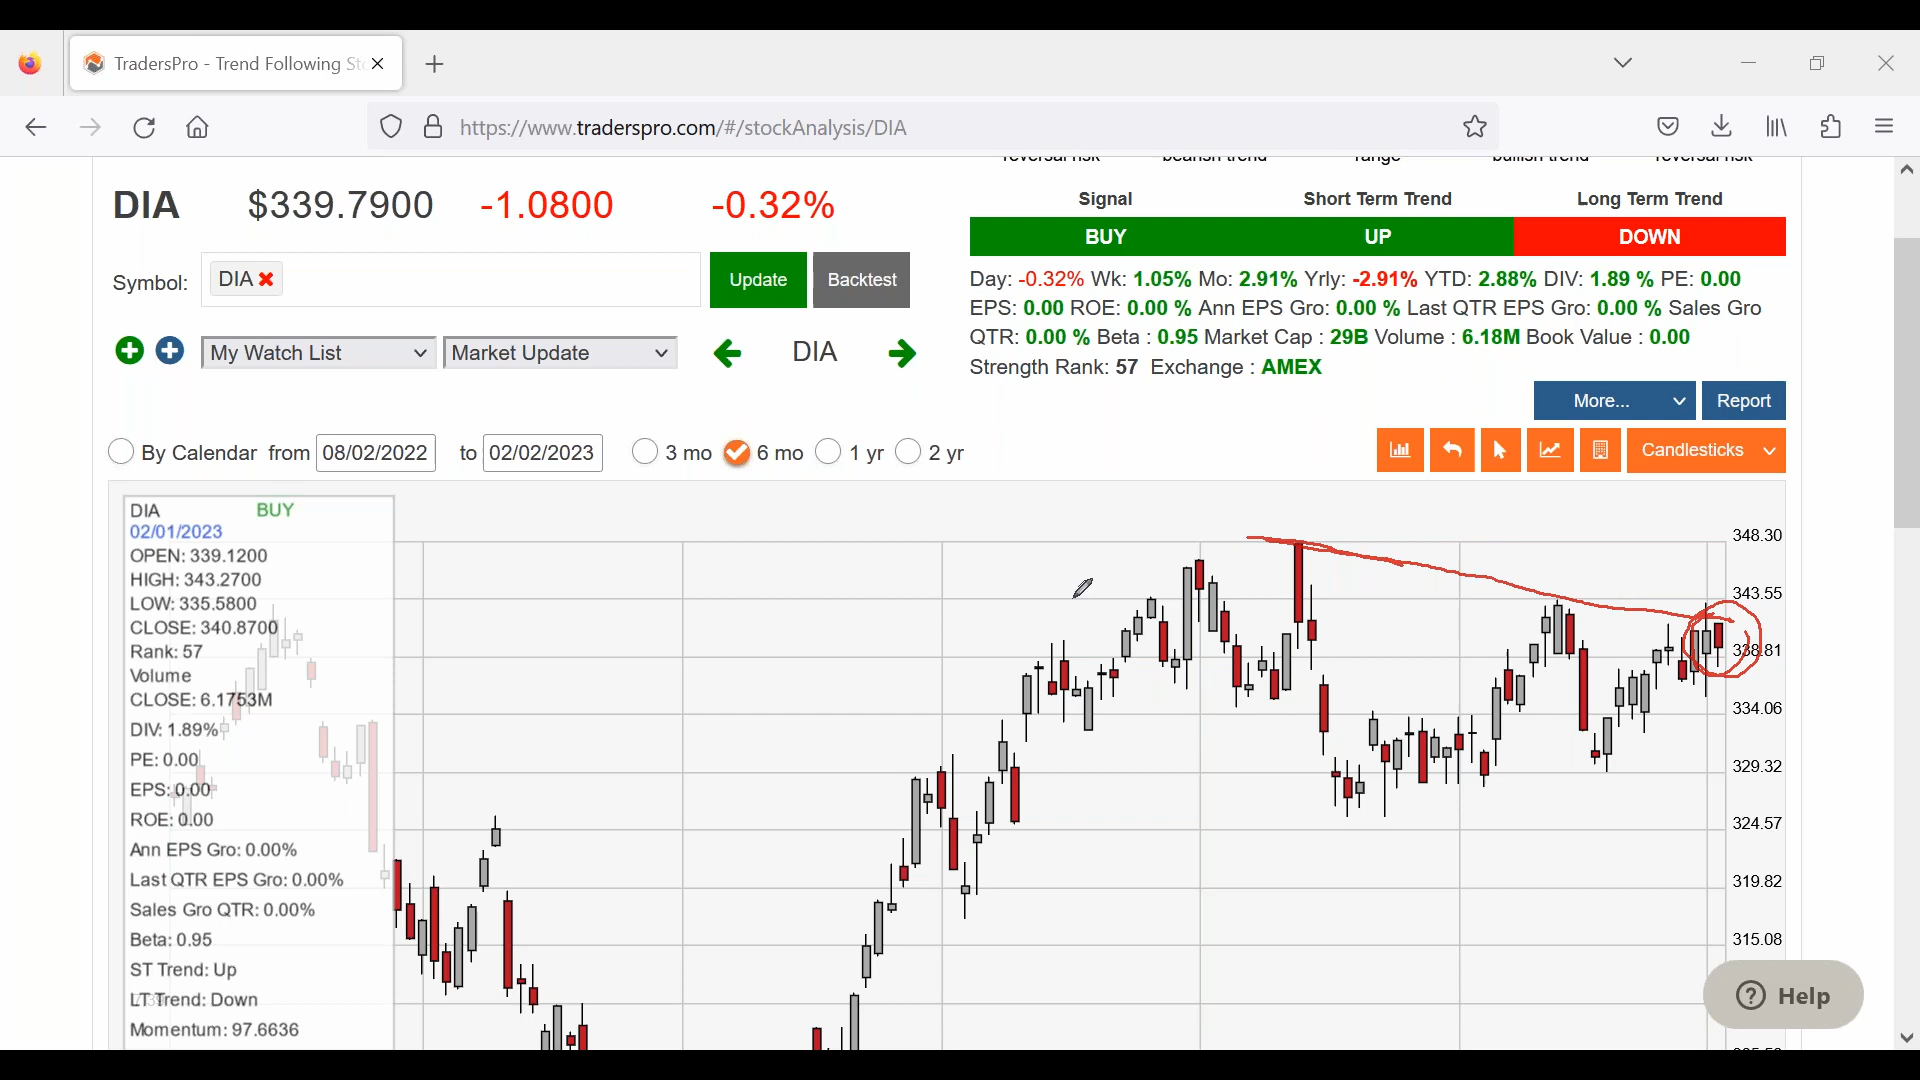 TradersPro - Trend Following St
https://www.traderspro.com/#/stockAnalysis/DIA
reversal risk bearish trend range bullish trend reversal risk
DIA $339.7900 -1.0800 -0.32%
Signal Short Term Trend Long Term Trend
BUY UP DOWN
Symbol: DIA Update Backtest
Day: -0.32% Wk: 1.05% Mo: 2.91% Yrly: -2.91% YTD: 2.88% DIV: 1.89 % PE: 0.00
EPS: 0.00 ROE: 0.00 % Ann EPS Gro: 0.00 % Last QTR EPS Gro: 0.00 % Sales Gro
QTR: 0.00 % Beta : 0.95 Market Cap : 29B Volume : 6.18M Book Value : 0.00
Strength Rank: 57 Exchange : AMEX
My Watch List Market Update DIA
More... Report
By Calendar from 08/02/2022 to 02/02/2023 3 mo 6 mo 1 yr 2 yr
Candlesticks
DIA BUY
02/01/2023
OPEN: 339.1200
HIGH: 343.2700
LOW: 335.5800
CLOSE: 340.8700
Rank: 57
Volume
CLOSE: 6.1753M
DIV: 1.89%
PE: 0.00
EPS: 0.00
ROE: 0.00
Ann EPS Gro: 0.00%
Last QTR EPS Gro: 0.00%
Sales Gro QTR: 0.00%
Beta: 0.95
ST Trend: Up
LT Trend: Down
Momentum: 97.6636
348.30
343.55
338.81
334.06
329.32
324.57
319.82
315.08
Help